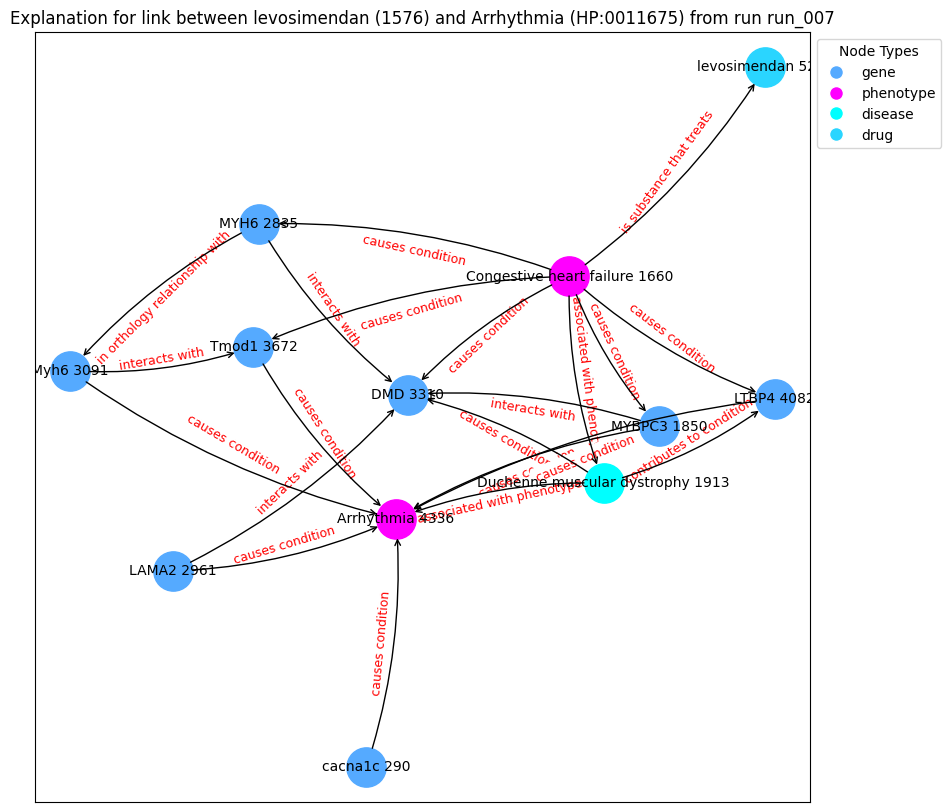 Explanation for link between levosimendan (1576) and Arrhythmia (HP:0011675) from run run_007
Node Types
gene
phenotype
disease
drug
levosimendan 52
is substance that treats
MYH6 2835
causes condition
Congestive heart failure 1660
in orthology relationship with
interacts with
causes condition
causes condition
causes condition
causes condition
associated with pheno
Tmod1 3672
interacts with
Myh6 3091
DMD 3310
LTBP4 4082
interacts with
MYBPC3 1850
causes condition
causes condition
causes condition
contributes to condition
causes condition
interacts with
Duchenne muscular dystrophy 1913
associated with phenotype
Arrhythmia 4336
causes condition
LAMA2 2961
causes condition
cacna1c 290